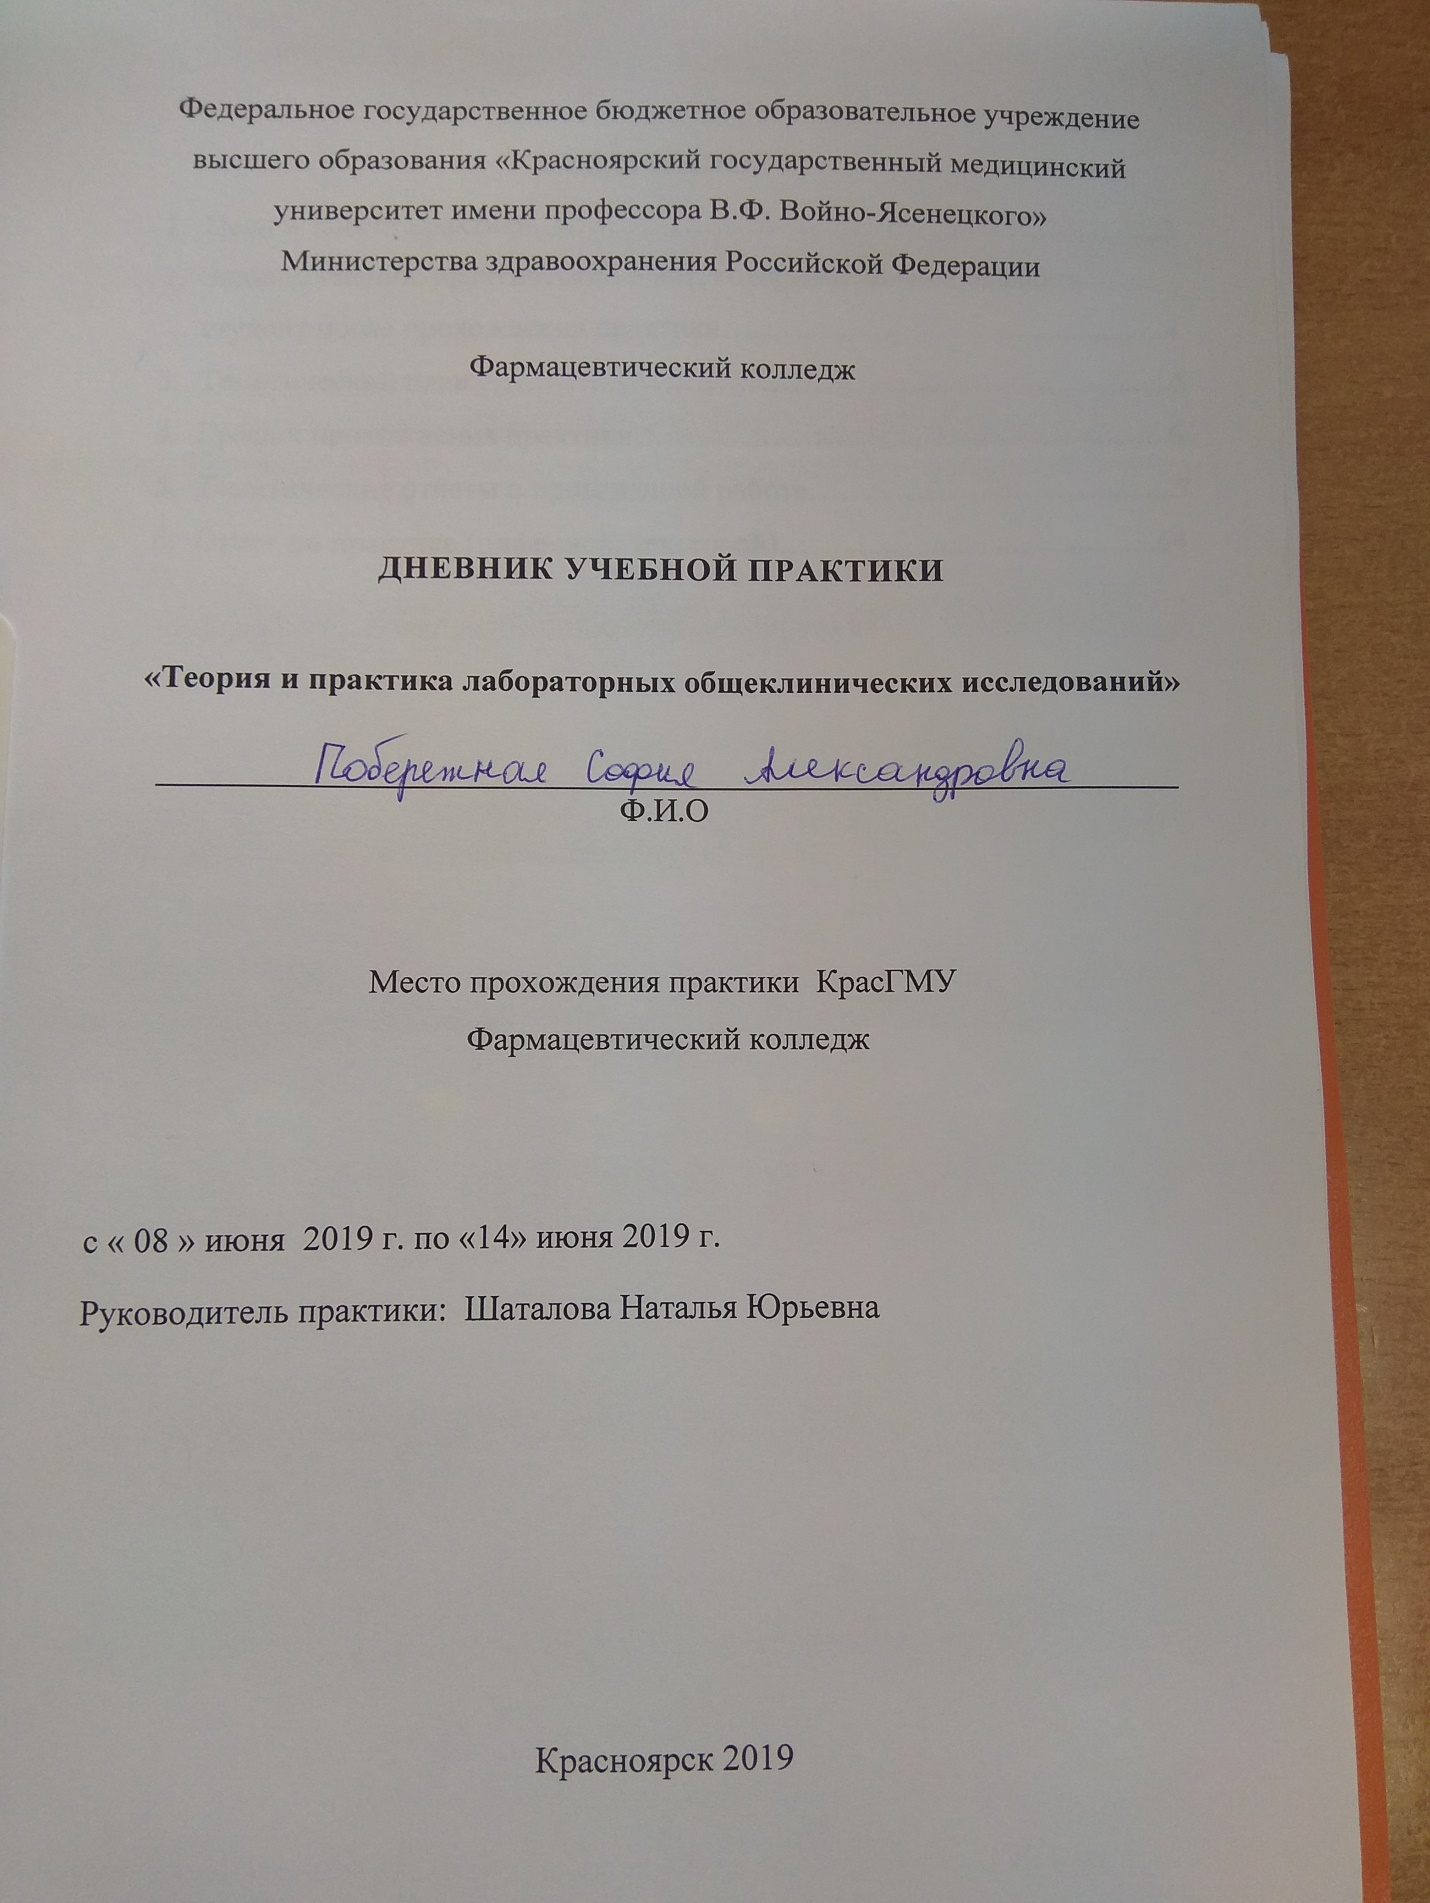 Федеральное государственное бюджетное образовательное учреждение
высшего образования «Красноярский государственный медицинский
университет имени профессора В.Ф. Войно-Ясенецкого»
Министерства здравоохранения Российской Федерации
Фармацевтический колледж
ДНЕВНИК УЧЕБНОЙ ПРАКТИКИ
«Теория и практика лабораторных общеклинических исследований»
Побережная София Александровна
Ф.И.О
Место прохождения практики КрасГМУ
Фармацевтический колледж
с « 08 » июня 2019 г. по «14» июня 2019 г.
Руководитель практики: Шаталова Наталья Юрьевна
Красноярск 2019